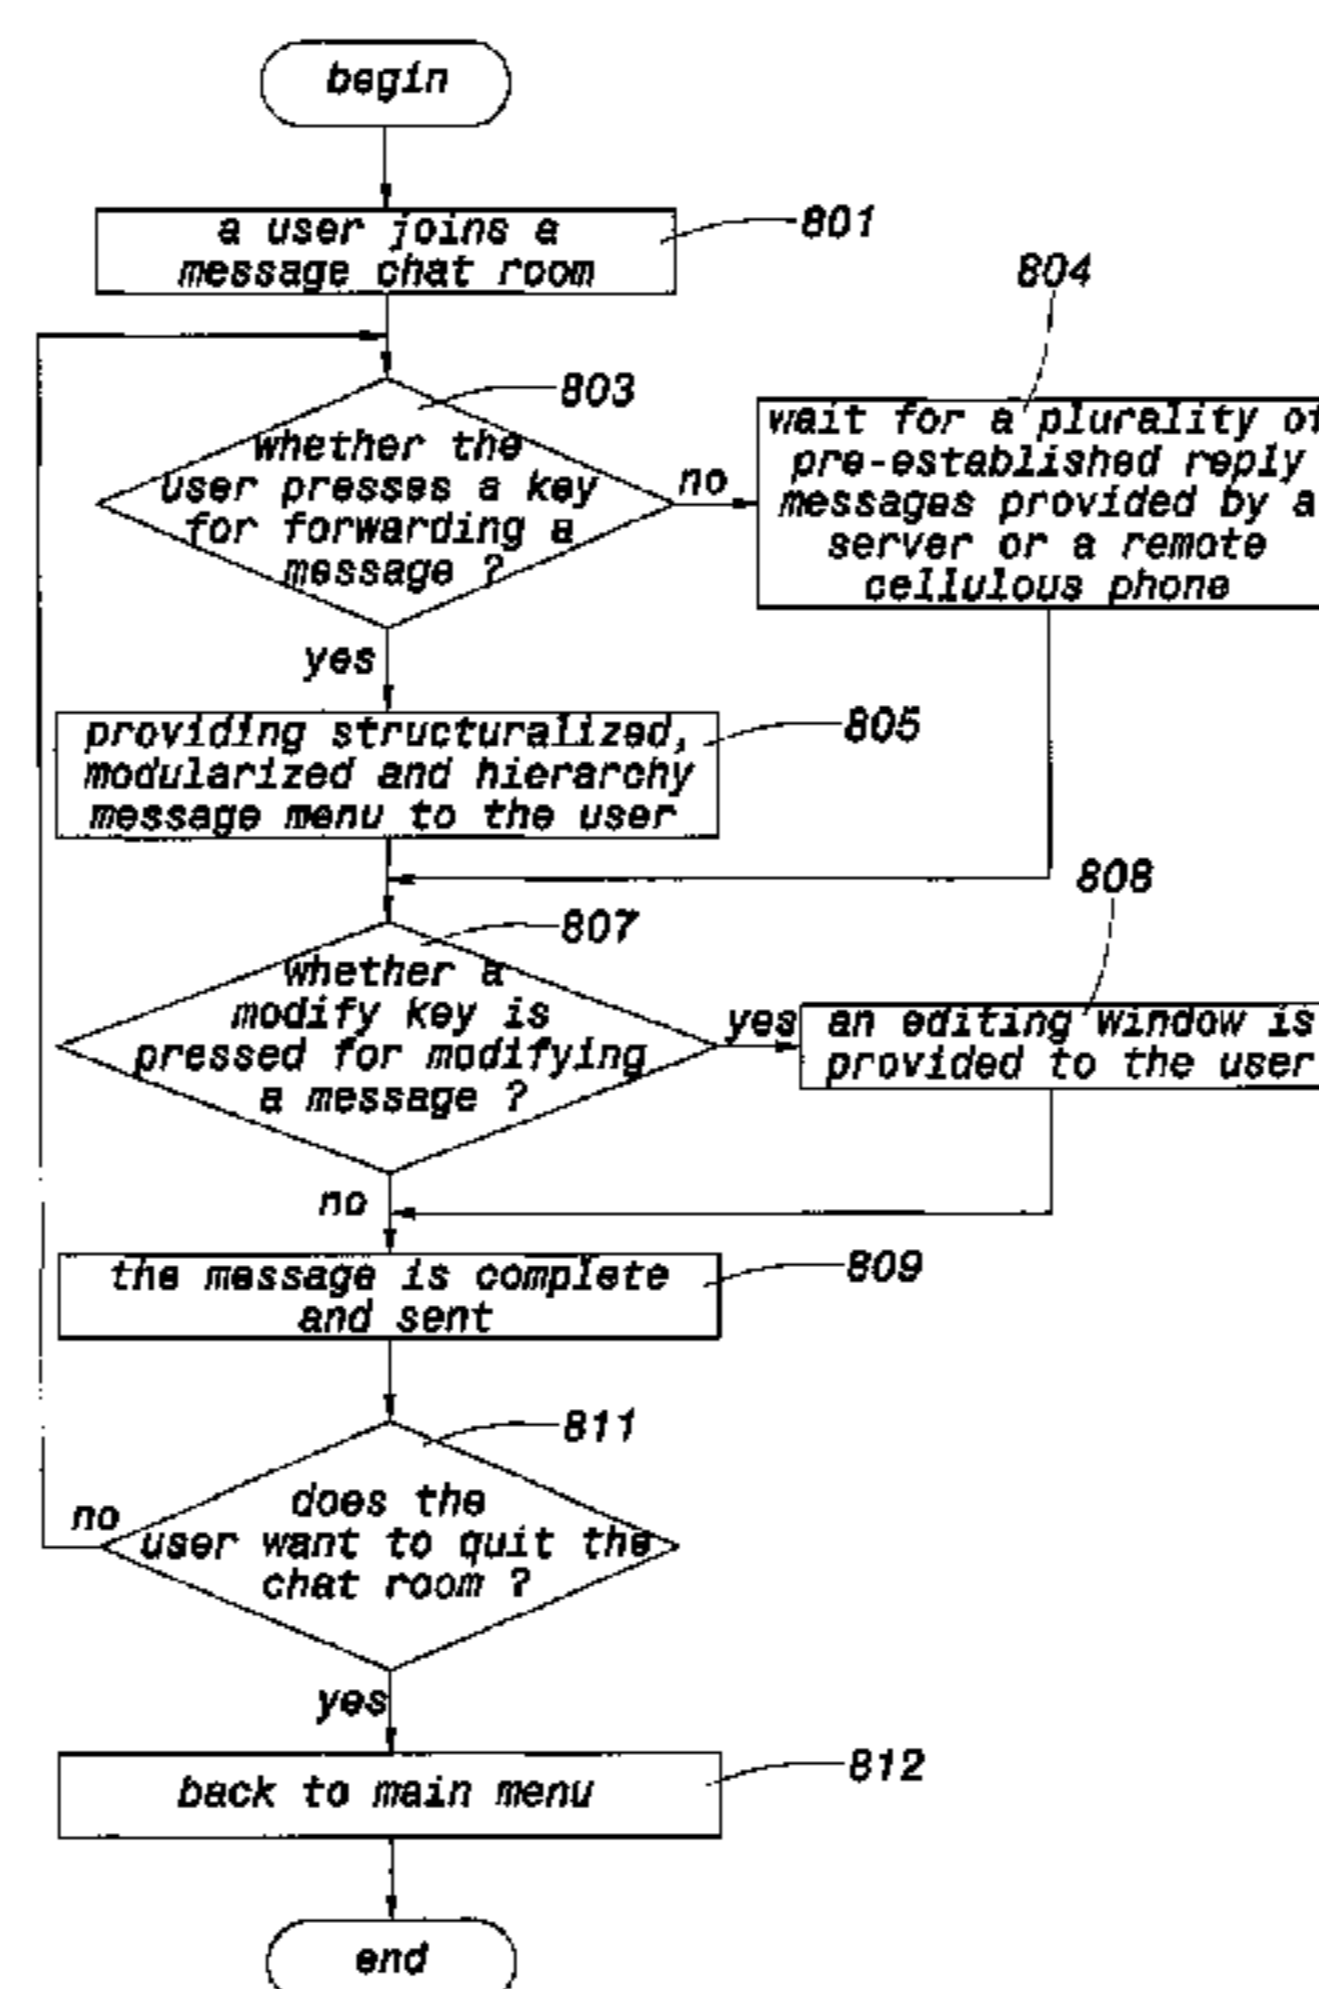 begin
a user joins a
message chat room
801
804
803
whether the
user presses a key
for forwarding a
message ?
no
wait for a plurality of
pre-established reply
messages provided by a
server or a remote
cellulous phone
yes
providing structuralized,
modularized and hierarchy
message menu to the user
805
808
807
whether a
modify key is
pressed for modifying
a message ?
yes
an editing window is
provided to the user
no
the message is complete
and sent
809
811
does the
user want to quit the
chat room ?
no
yes
back to main menu
812
end